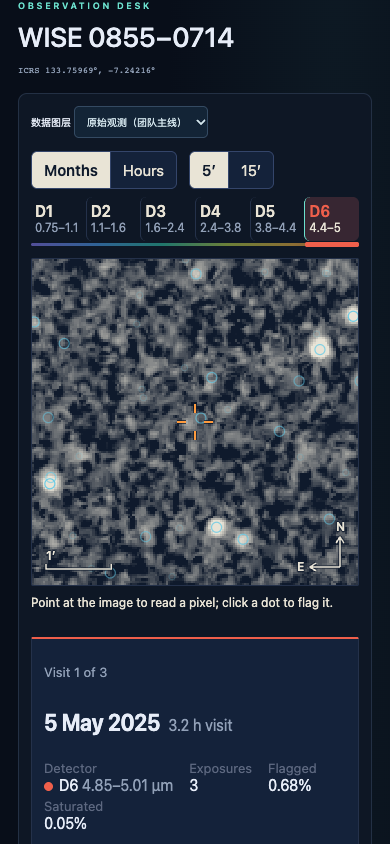 OBSERVATION DESK
WISE 0855−0714
ICRS 133.75969°, −7.24216°
数据图层 原始观测（团队主线）
Months Hours 5′ 15′
D1 D2 D3 D4 D5 D6
0.75–1.1 1.1–1.6 1.6–2.4 2.4–3.8 3.8–4.4 4.4–5
N
1′ E
Point at the image to read a pixel; click a dot to flag it.
Visit 1 of 3
5 May 2025 3.2 h visit
Detector Exposures Flagged
D6 4.85–5.01 µm 3 0.68%
Saturated
0.05%